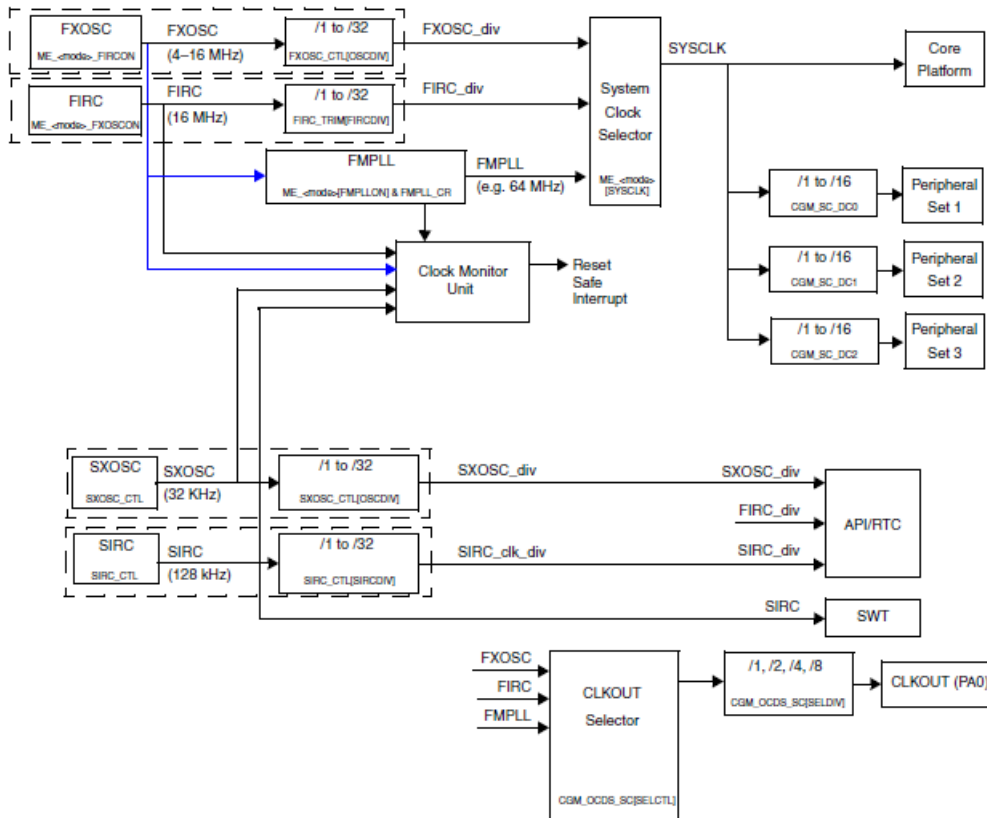 FXOSC
ME_<mode>_FIRCON
FXOSC
(4–16 MHz)
/1 to /32
FXOSC_CTL[OSCDIV]
FXOSC_div
FIRC
ME_<mode>_FXOSCON
FIRC
(16 MHz)
/1 to /32
FIRC_TRIM[FIRCDIV]
FIRC_div
FMPLL
ME_<mode>[FMPLLON] & FMPLL_CR
FMPLL
(e.g. 64 MHz)
System
Clock
Selector
ME_<mode>
[SYSCLK]
SYSCLK
Core
Platform
/1 to /16
CGM_SC_DC0
Peripheral
Set 1
/1 to /16
CGM_SC_DC1
Peripheral
Set 2
/1 to /16
CGM_SC_DC2
Peripheral
Set 3
Clock Monitor
Unit
Reset
Safe
Interrupt
SXOSC
SXOSC_CTL
SXOSC
(32 KHz)
/1 to /32
SXOSC_CTL[OSCDIV]
SXOSC_div
SXOSC_div
FIRC_div
SIRC_div
API/RTC
SIRC
SIRC_CTL
SIRC
(128 kHz)
/1 to /32
SIRC_CTL[SIRCDIV]
SIRC_clk_div
SIRC
SWT
FXOSC
FIRC
FMPLL
CLKOUT
Selector
CGM_OCDS_SC[SELCTL]
/1, /2, /4, /8
CGM_OCDS_SC[SELDIV]
CLKOUT (PA0)